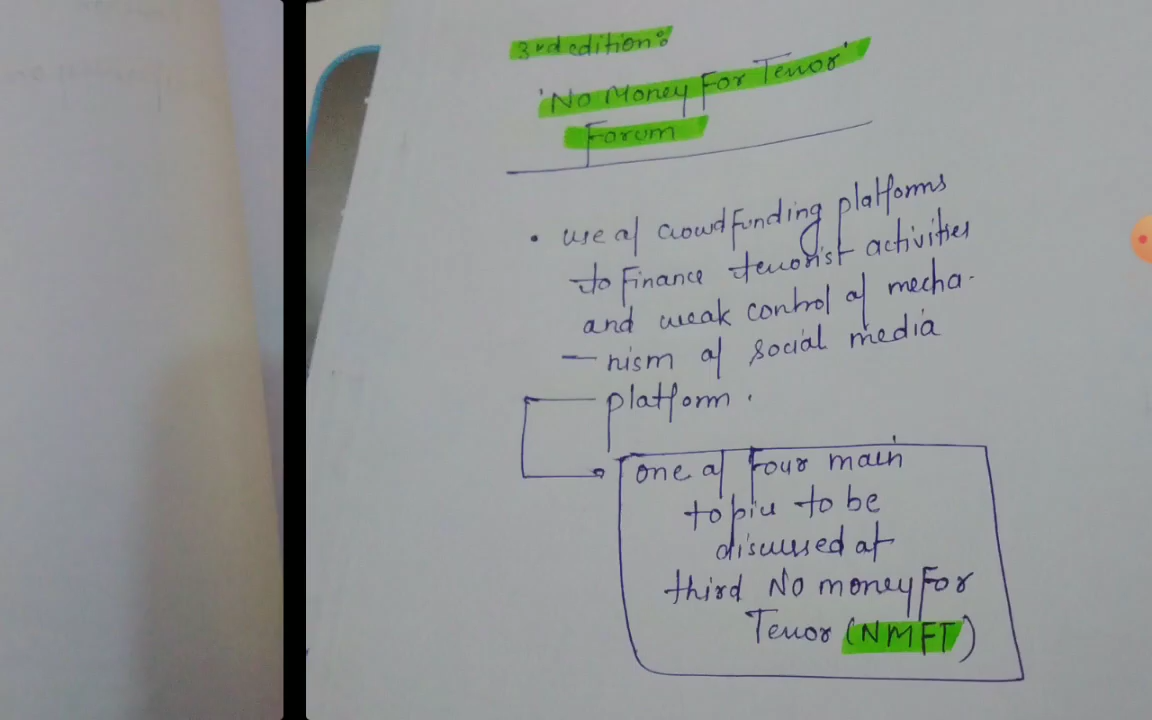 3rd edition:
'No Money For Terror'
Forum
• use of crowdfunding platforms
to finance terrorist activities
and weak control of mecha-
— nism of social media
platform.
one of four main
topics to be
discussed at
third No money For
Terror (NMFT)